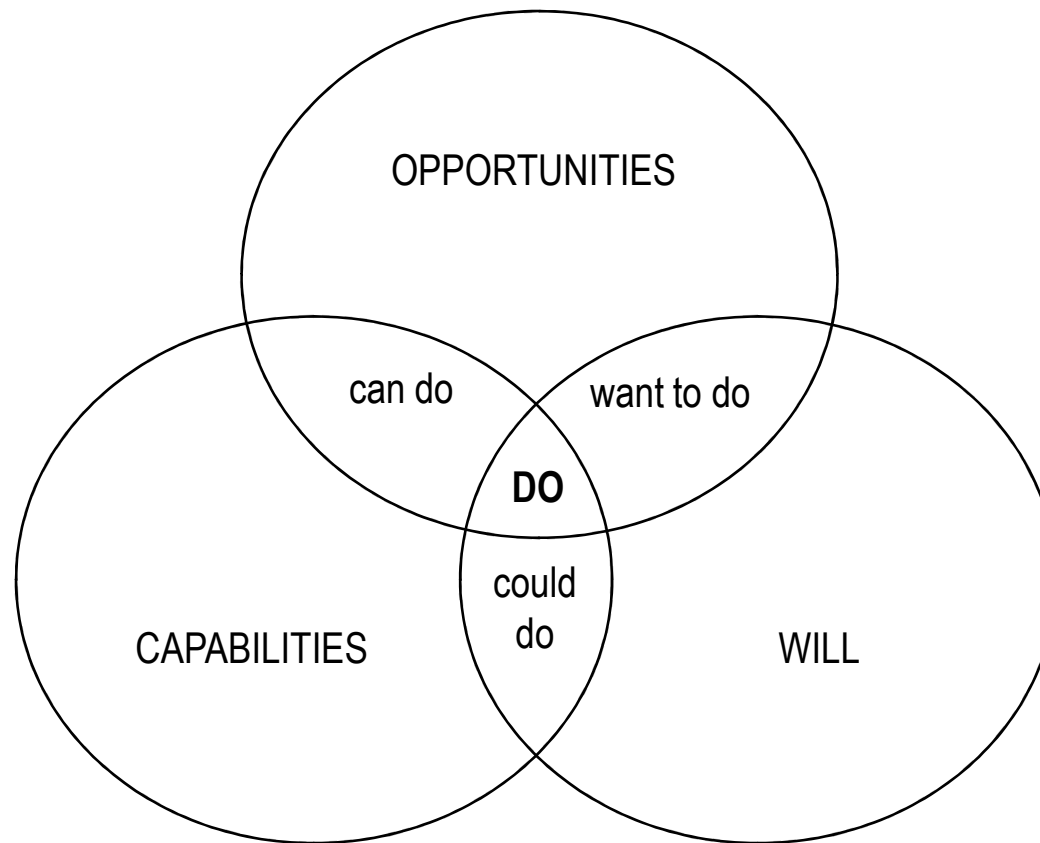 OPPORTUNITIES
can do
want to do
DO
could
do
CAPABILITIES
WILL